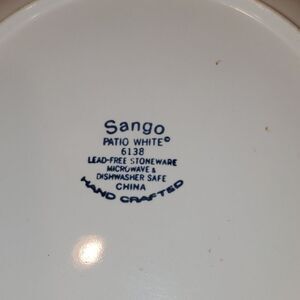 Sango
PATIO WHITE©
6138
LEAD-FREE STONEWARE
MICROWAVE &
DISHWASHER SAFE
CHINA
HAND CRAFTED